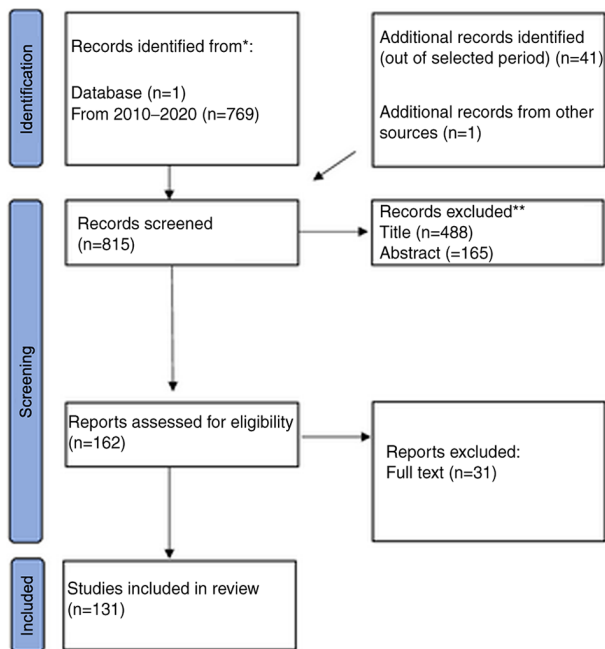 Identification
Records identified from*:
Database (n=1)
From 2010–2020 (n=769)
Additional records identified
(out of selected period) (n=41)
Additional records from other
sources (n=1)
Screening
Records screened
(n=815)
Records excluded**
Title (n=488)
Abstract (=165)
Reports assessed for eligibility
(n=162)
Reports excluded:
Full text (n=31)
Included
Studies included in review
(n=131)